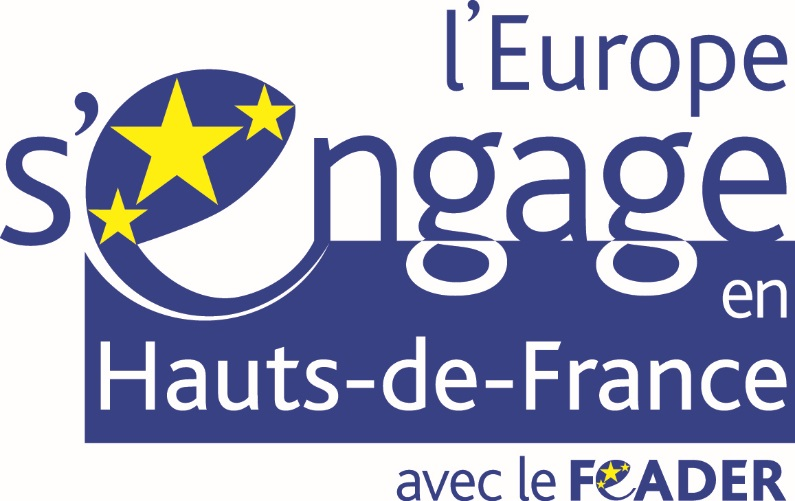 l'Europe
s'engage
en
Hauts-de-France
avec le FeADER